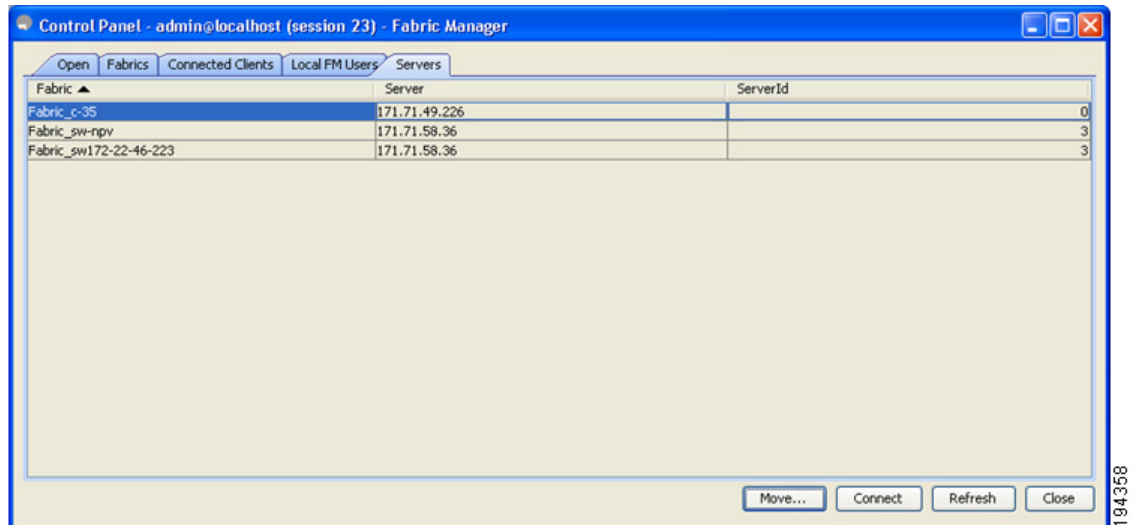 Control Panel - admin@localhost (session 23) - Fabric Manager
Open Fabrics Connected Clients Local FM Users Servers
Fabric Server ServerId
Fabric_c-35 171.71.49.226 0
Fabric_sw-npv 171.71.58.36 3
Fabric_sw172-22-46-223 171.71.58.36 3
Move... Connect Refresh Close
194358